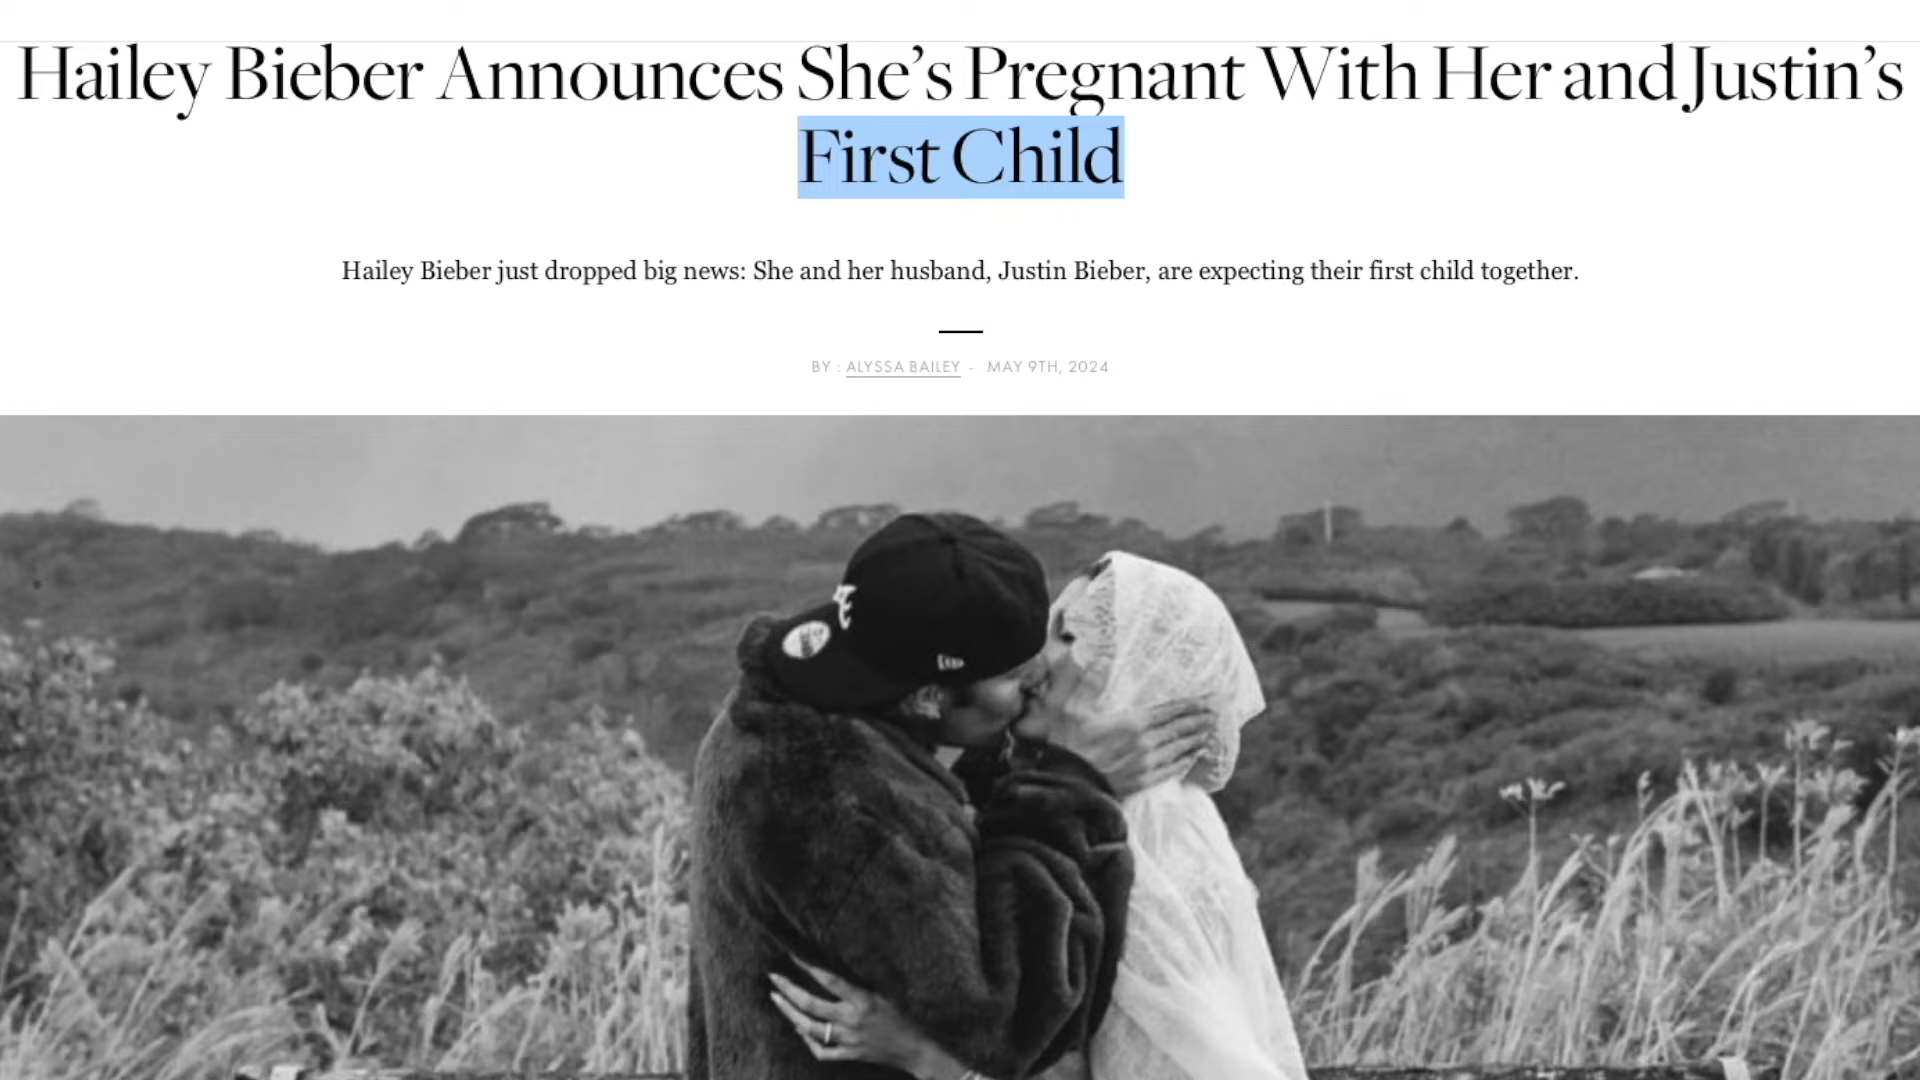 Hailey Bieber Announces She’s Pregnant With Her and Justin’s
First Child
Hailey Bieber just dropped big news: She and her husband, Justin Bieber, are expecting their first child together.
BY : ALYSSA BAILEY - MAY 9TH, 2024